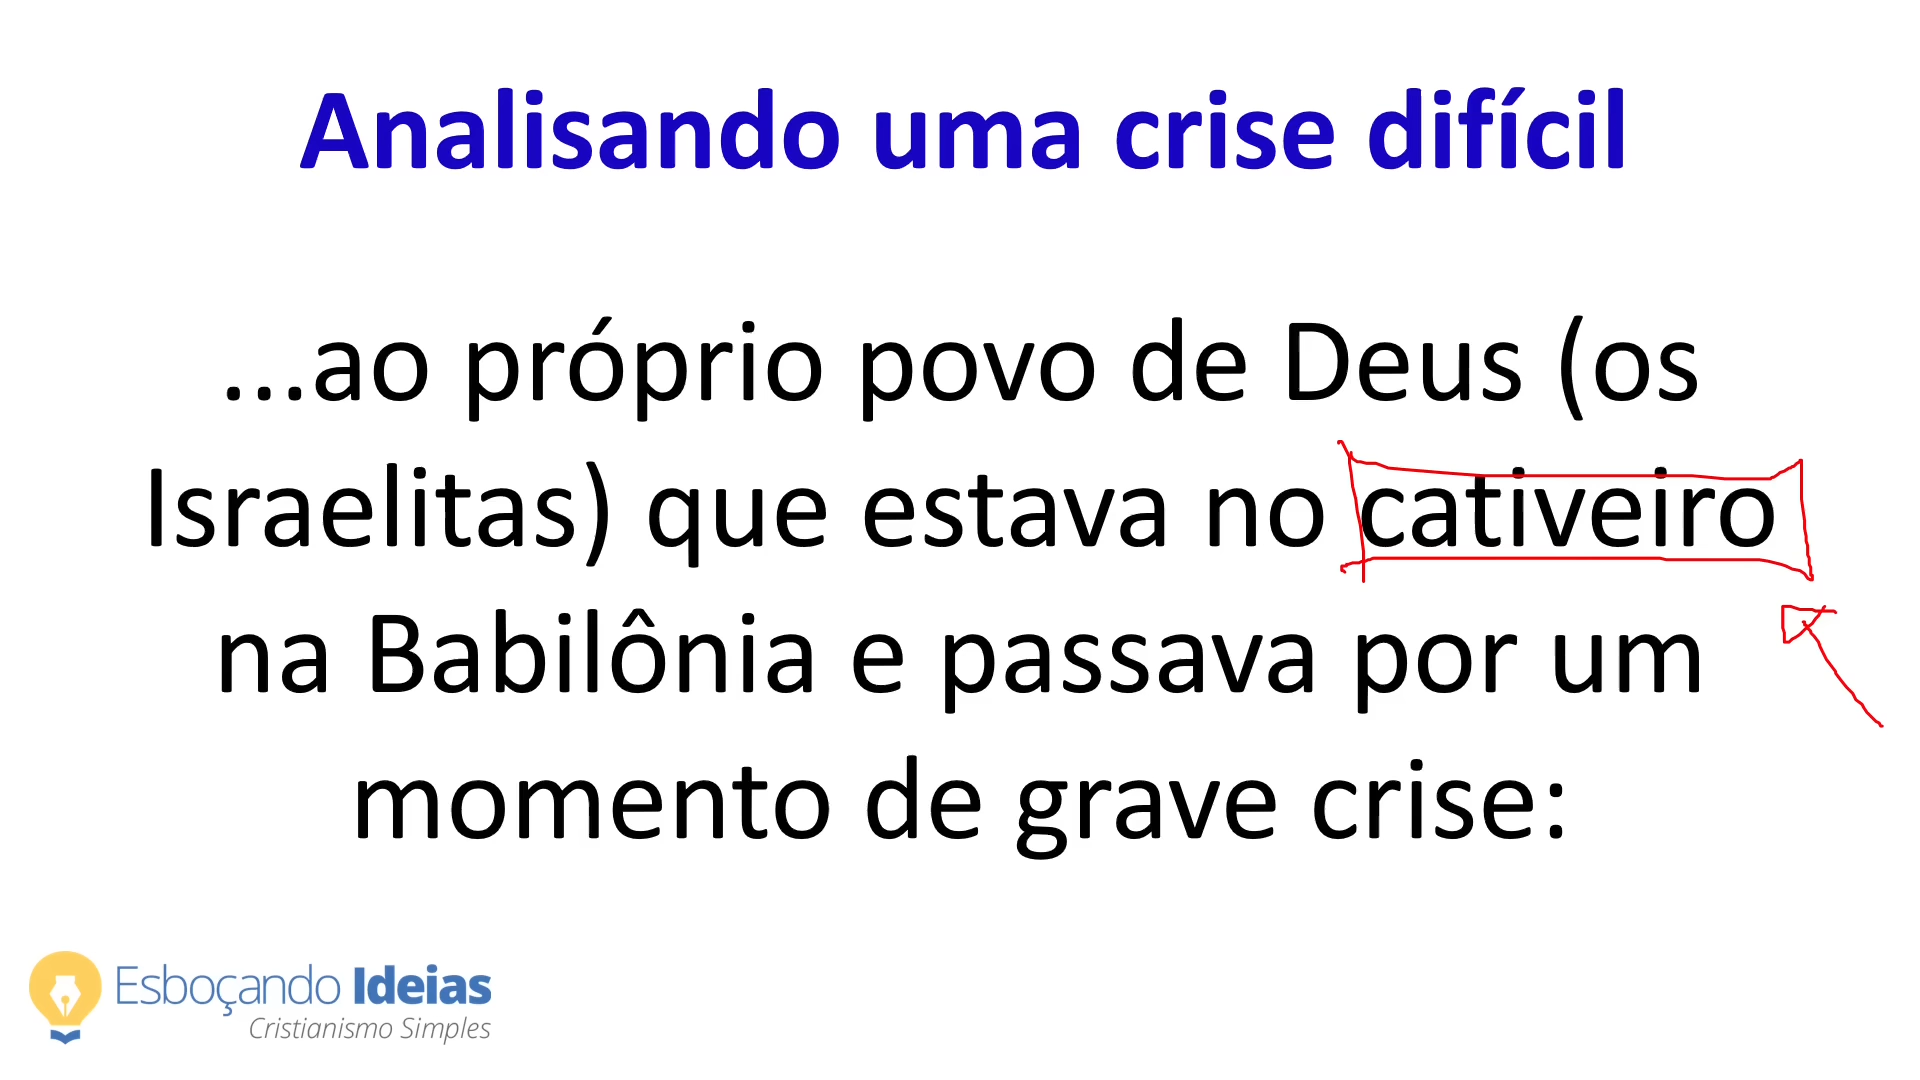 Analisando uma crise difícil
...ao próprio povo de Deus (os
Israelitas) que estava no cativeiro
na Babilônia e passava por um
momento de grave crise:
Esboçando Ideias
Cristianismo Simples